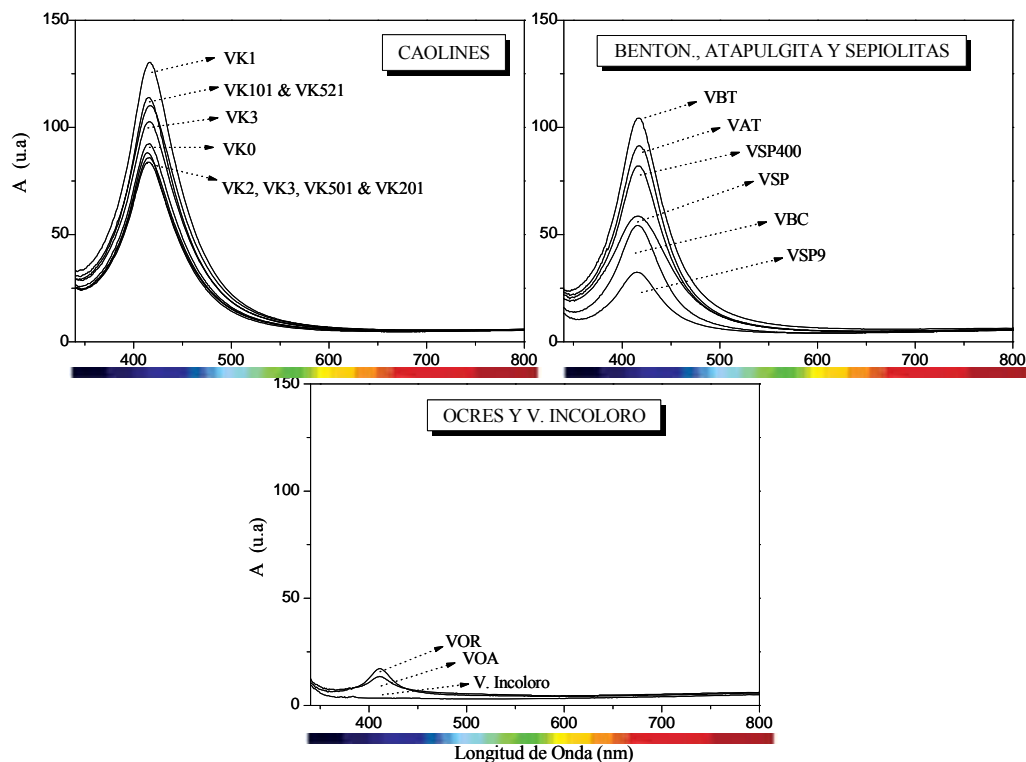 150
100
50
0
A (u.a)
CAOLINES
VK1
VK101 & VK521
VK3
VK0
VK2, VK3, VK501 & VK201
400 500 600 700 800
150
100
50
0
BENTON., ATAPULGITA Y SEPIOLITAS
VBT
VAT
VSP400
VSP
VBC
VSP9
400 500 600 700 800
150
100
50
0
A (u.a)
OCRES Y V. INCOLORO
VOR
VOA
V. Incoloro
400 500 600 700 800
Longitud de Onda (nm)